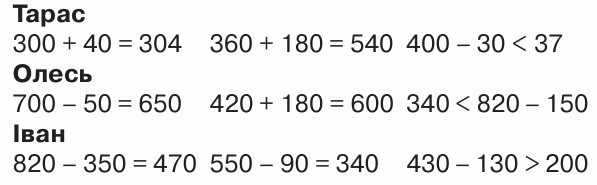 Тарас
300 + 40 = 304 360 + 180 = 540 400 – 30 < 37
Олесь
700 – 50 = 650 420 + 180 = 600 340 < 820 – 150
Іван
820 – 350 = 470 550 – 90 = 340 430 – 130 > 200